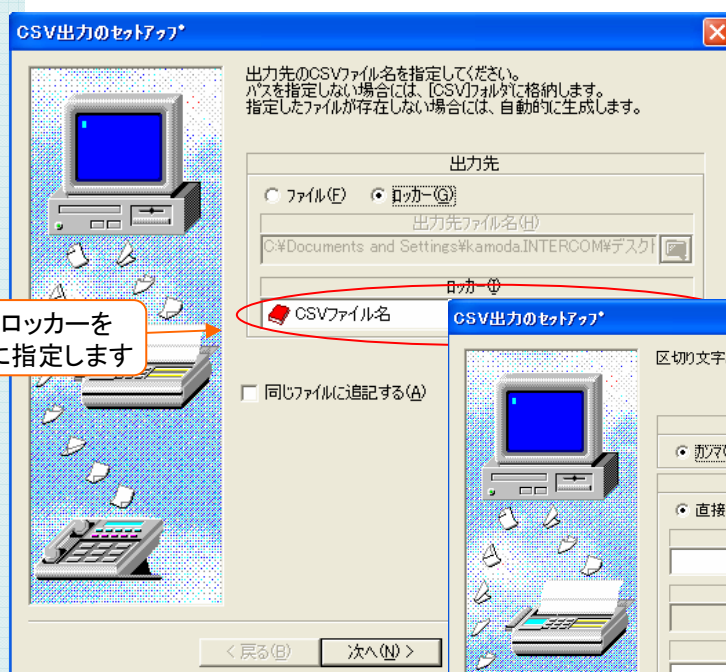 CSV出力のｾｯﾄｱｯﾌﾟ
出力先のCSVﾌｧｲﾙ名を指定してください。
ﾊﾟｽを指定しない場合には、[CSV]ﾌｫﾙﾀﾞに格納します。
指定したﾌｧｲﾙが存在しない場合には、自動的に生成します。
出力先
ﾌｧｲﾙ(F) ﾛｯｶｰ(G)
出力先ﾌｧｲﾙ名(H)
C:¥Documents and Settings¥kamoda.INTERCOM¥デスクト
ﾛｯｶｰ(I)
CSVファイル名
ロッカーを
に指定します
同じﾌｧｲﾙに追記する(A)
< 戻る(B) 次へ(N) >
CSV出力のｾｯﾄｱｯﾌﾟ
区切り文字
ｶﾝﾏ(
直接